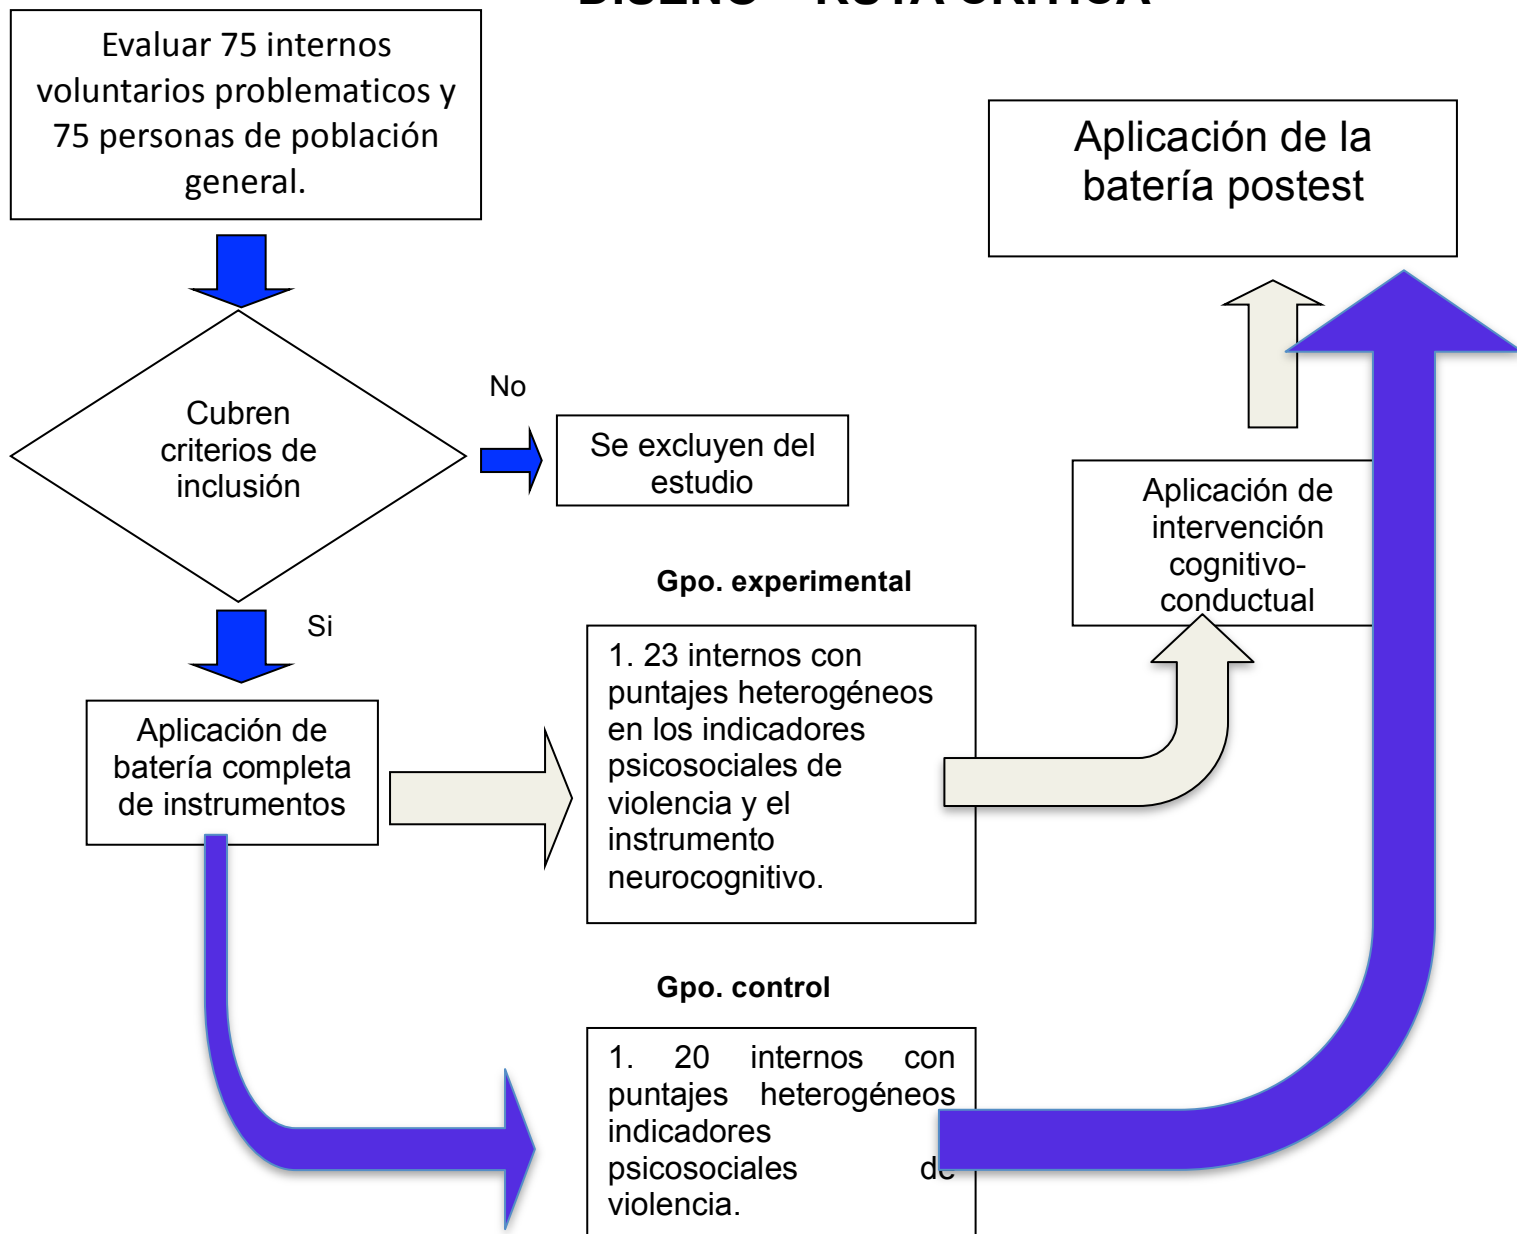 DISEÑO – RUTA CRITICA
Evaluar 75 internos
voluntarios problematicos y
75 personas de población
general.
Aplicación de la
batería postest
No
Cubren
criterios de
inclusión
Se excluyen del
estudio
Aplicación de
intervención
cognitivo-
conductual
Gpo. experimental
Si
1. 23 internos con
puntajes heterogéneos
en los indicadores
psicosociales de
violencia y el
instrumento
neurocognitivo.
Aplicación de
batería completa
de instrumentos
Gpo. control
1. 20 internos con
puntajes heterogéneos
indicadores
psicosociales de
violencia.